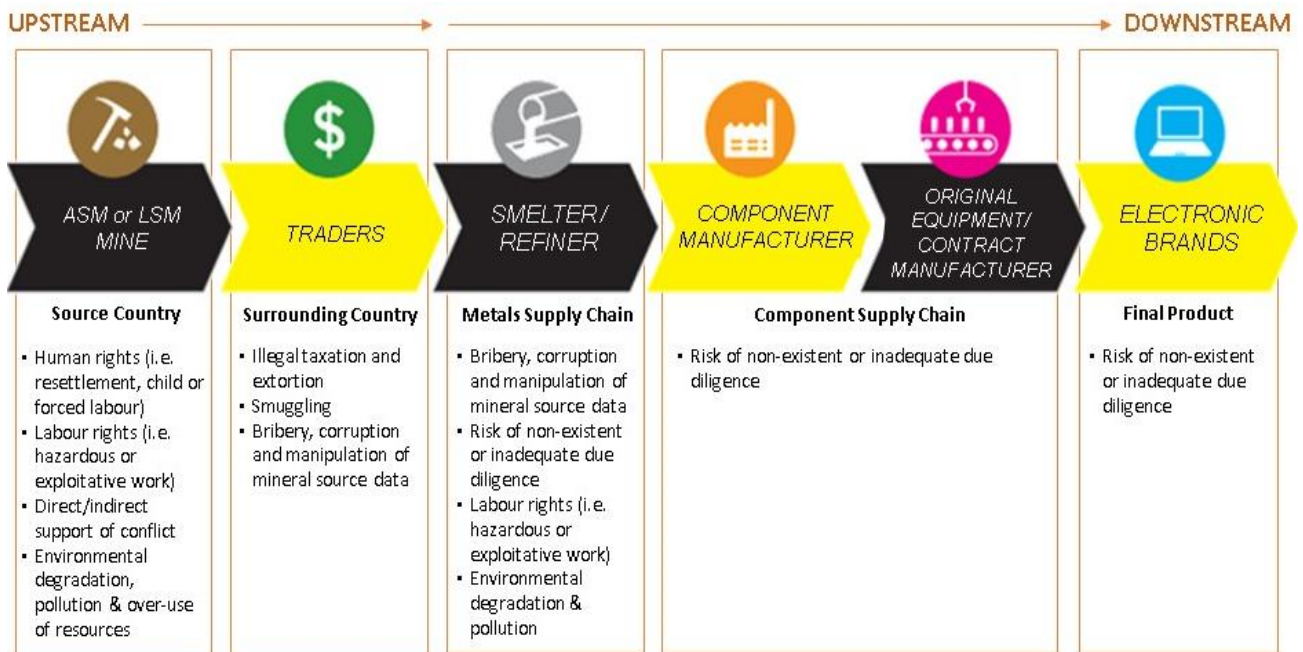 UPSTREAM
DOWNSTREAM
$
ASM or LSM
MINE
TRADERS
SMELTER/
REFINER
COMPONENT
MANUFACTURER
ORIGINAL
EQUIPMENT/
CONTRACT
MANUFACTURER
ELECTRONIC
BRANDS
Source Country
▪ Human rights (i.e.
resettlement, child or
forced labour)
▪ Labour rights (i.e.
hazardous or
exploitative work)
▪ Direct/indirect
support of conflict
▪ Environmental
degradation,
pollution & over-use
of resources
Surrounding Country
▪ Illegal taxation and
extortion
▪ Smuggling
▪ Bribery, corruption
and manipulation of
mineral source data
Metals Supply Chain
▪ Bribery, corruption
and manipulation of
mineral source data
▪ Risk of non-existent
or inadequate due
diligence
▪ Labour rights (i.e.
hazardous or
exploitative work)
▪ Environmental
degradation &
pollution
Component Supply Chain
▪ Risk of non-existent or inadequate due
diligence
Final Product
▪ Risk of non-existent
or inadequate due
diligence